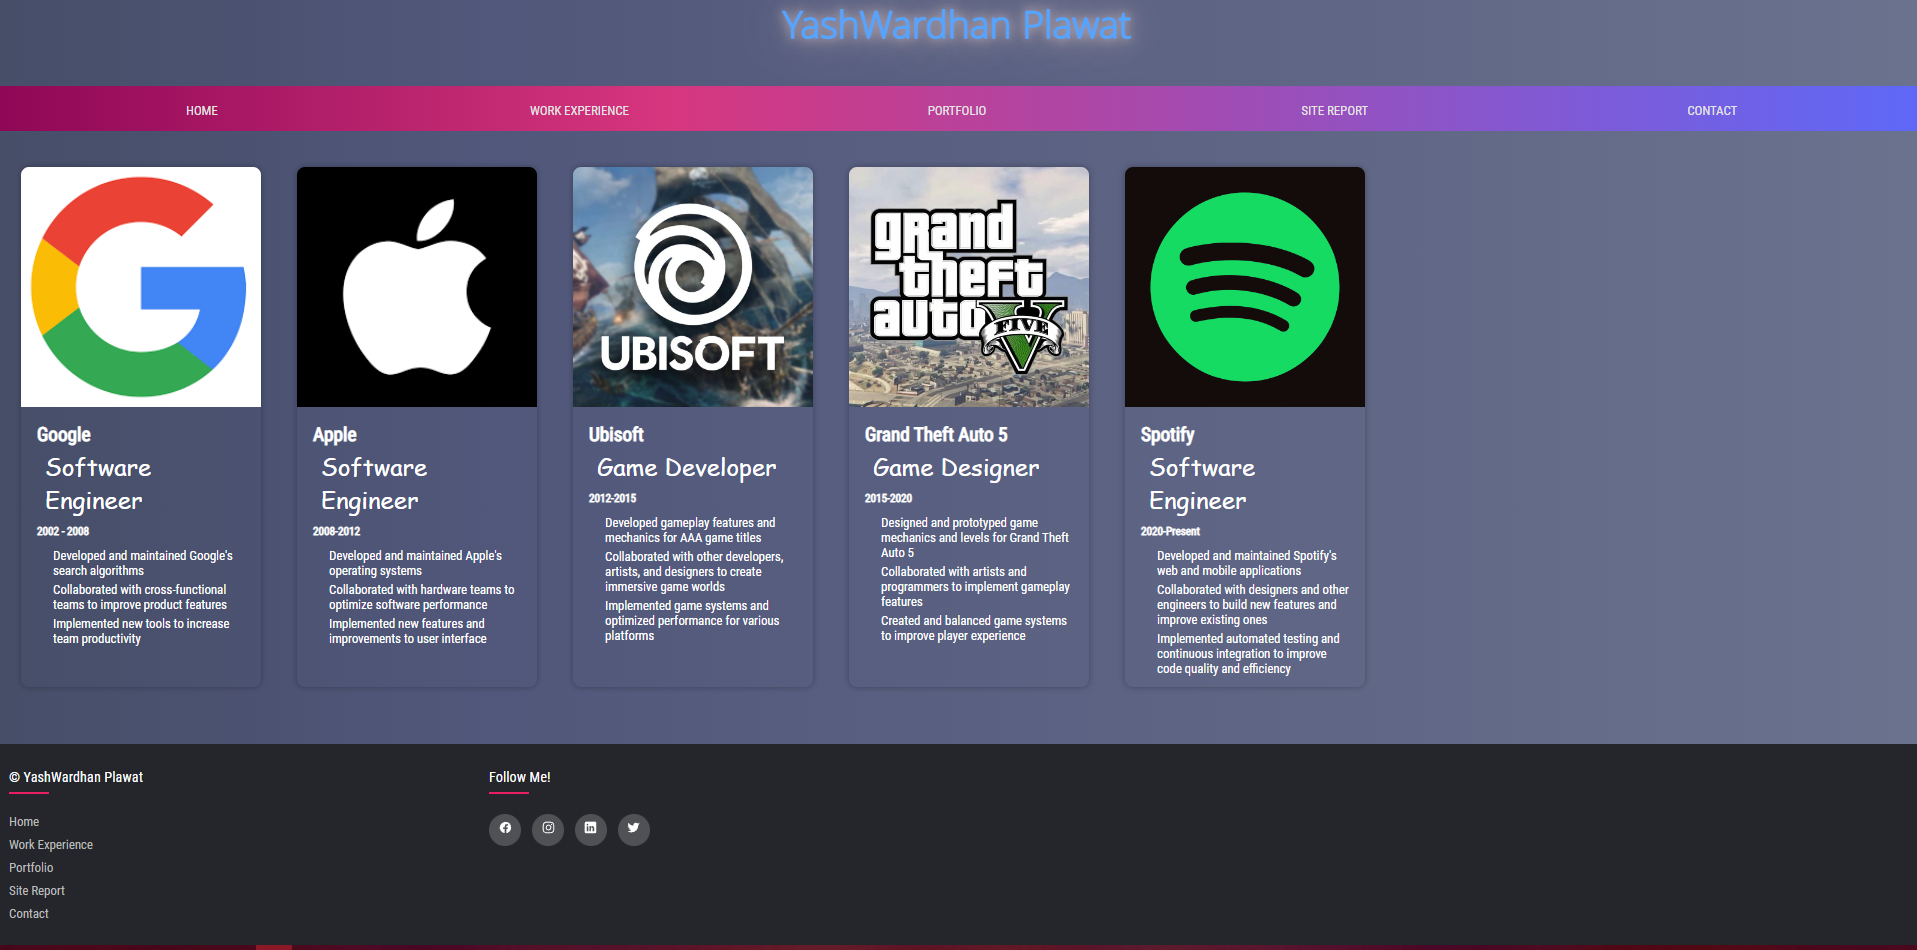 YashWardhan Plawat
HOME
WORK EXPERIENCE
PORTFOLIO
SITE REPORT
CONTACT
Google
Software
Engineer
2002 - 2008
Developed and maintained Google's
search algorithms
Collaborated with cross-functional
teams to improve product features
Implemented new tools to increase
team productivity
Apple
Software
Engineer
2008-2012
Developed and maintained Apple's
operating systems
Collaborated with hardware teams to
optimize software performance
Implemented new features and
improvements to user interface
UBISOFT
Ubisoft
Game Developer
2012-2015
Developed gameplay features and
mechanics for AAA game titles
Collaborated with other developers,
artists, and designers to create
immersive game worlds
Implemented game systems and
optimized performance for various
platforms
grand
theft
auto V
FIVE
Grand Theft Auto 5
Game Designer
2015-2020
Designed and prototyped game
mechanics and levels for Grand Theft
Auto 5
Collaborated with artists and
programmers to implement gameplay
features
Created and balanced game systems
to improve player experience
Spotify
Software
Engineer
2020-Present
Developed and maintained Spotify's
web and mobile applications
Collaborated with designers and other
engineers to build new features and
improve existing ones
Implemented automated testing and
continuous integration to improve
code quality and efficiency
© YashWardhan Plawat
Home
Work Experience
Portfolio
Site Report
Contact
Follow Me!